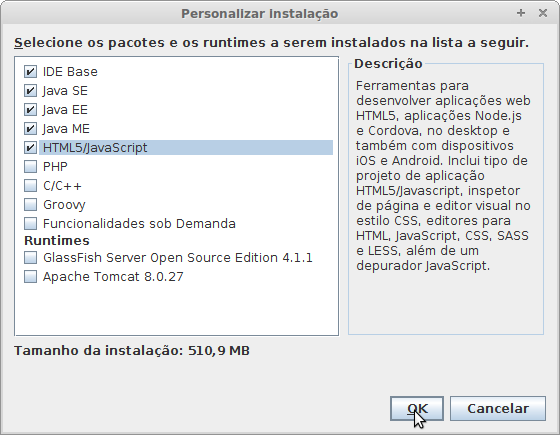 Personalizar Instalação
Selecione os pacotes e os runtimes a serem instalados na lista a seguir.
IDE Base
Java SE
Java EE
Java ME
HTML5/JavaScript
PHP
C/C++
Groovy
Funcionalidades sob Demanda
Runtimes
GlassFish Server Open Source Edition 4.1.1
Apache Tomcat 8.0.27
Descrição
Ferramentas para
desenvolver aplicações web
HTML5, aplicações Node.js
e Cordova, no desktop e
também com dispositivos
iOS e Android. Inclui tipo de
projeto de aplicação
HTML5/Javascript, inspetor
de página e editor visual no
estilo CSS, editores para
HTML, JavaScript, CSS, SASS
e LESS, além de um
depurador JavaScript.
Tamanho da instalação: 510,9 MB
OK
Cancelar